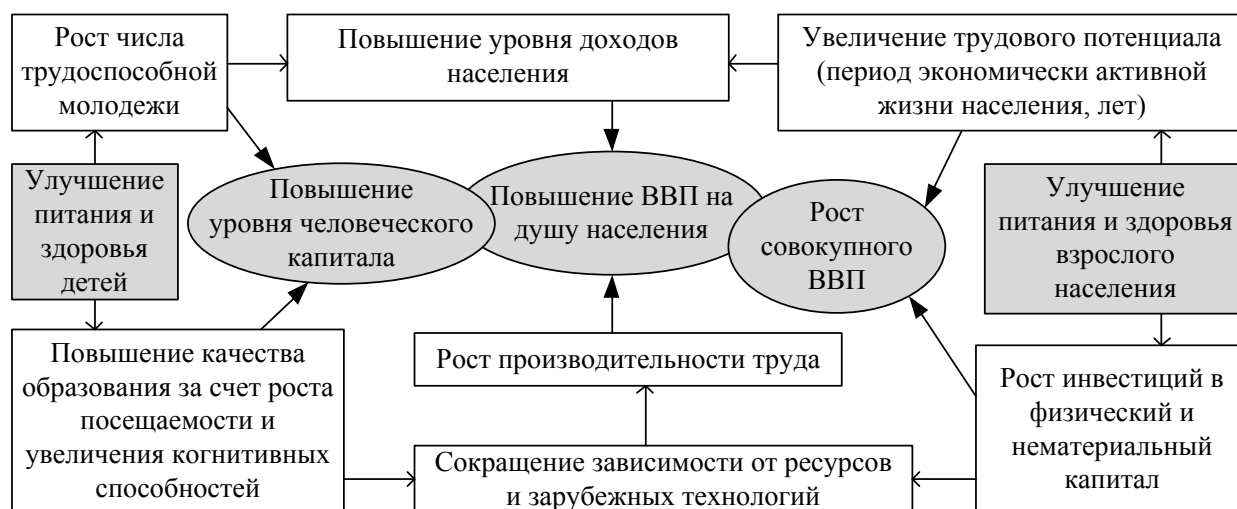 Рост числа
трудоспособной
молодежи
Повышение уровня доходов
населения
Увеличение трудового потенциала
(период экономически активной
жизни населения, лет)
Улучшение
питания и
здоровья
детей
Повышение
уровня человеческого
капитала
Повышение ВВП на
душу населения
Рост
совокупного
ВВП
Улучшение
питания и здоровья
взрослого
населения
Повышение качества
образования за счет роста
посещаемости и
увеличения когнитивных
способностей
Рост производительности труда
Сокращение зависимости от ресурсов
и зарубежных технологий
Рост инвестиций в
физический и
нематериальный
капитал